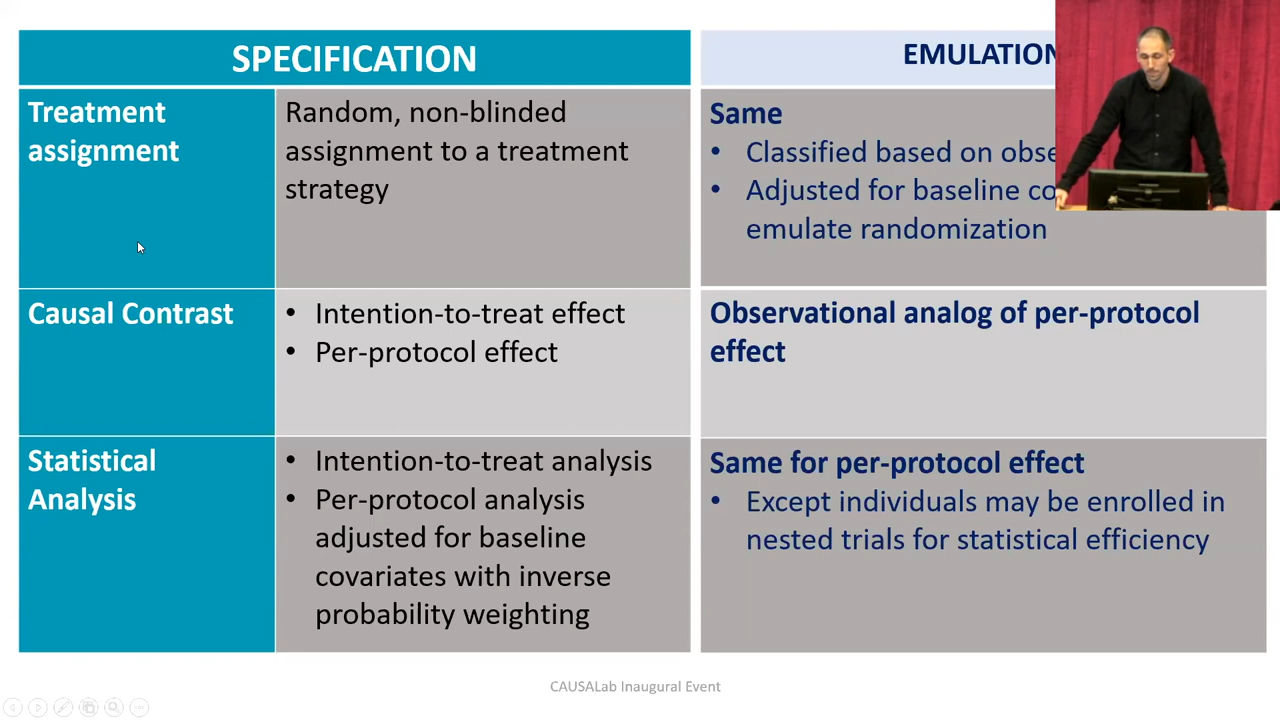 SPECIFICATION
EMULATION
Treatment
assignment
Random, non-blinded
assignment to a treatment
strategy
Same
• Classified based on
• Adjusted for baseline
emulate randomization
Causal Contrast
• Intention-to-treat effect
• Per-protocol effect
Observational analog of per-protocol
effect
Statistical
Analysis
• Intention-to-treat analysis
• Per-protocol analysis
adjusted for baseline
covariates with inverse
probability weighting
Same for per-protocol effect
• Except individuals may be enrolled in
nested trials for statistical efficiency
CAUSALab Inaugural Event